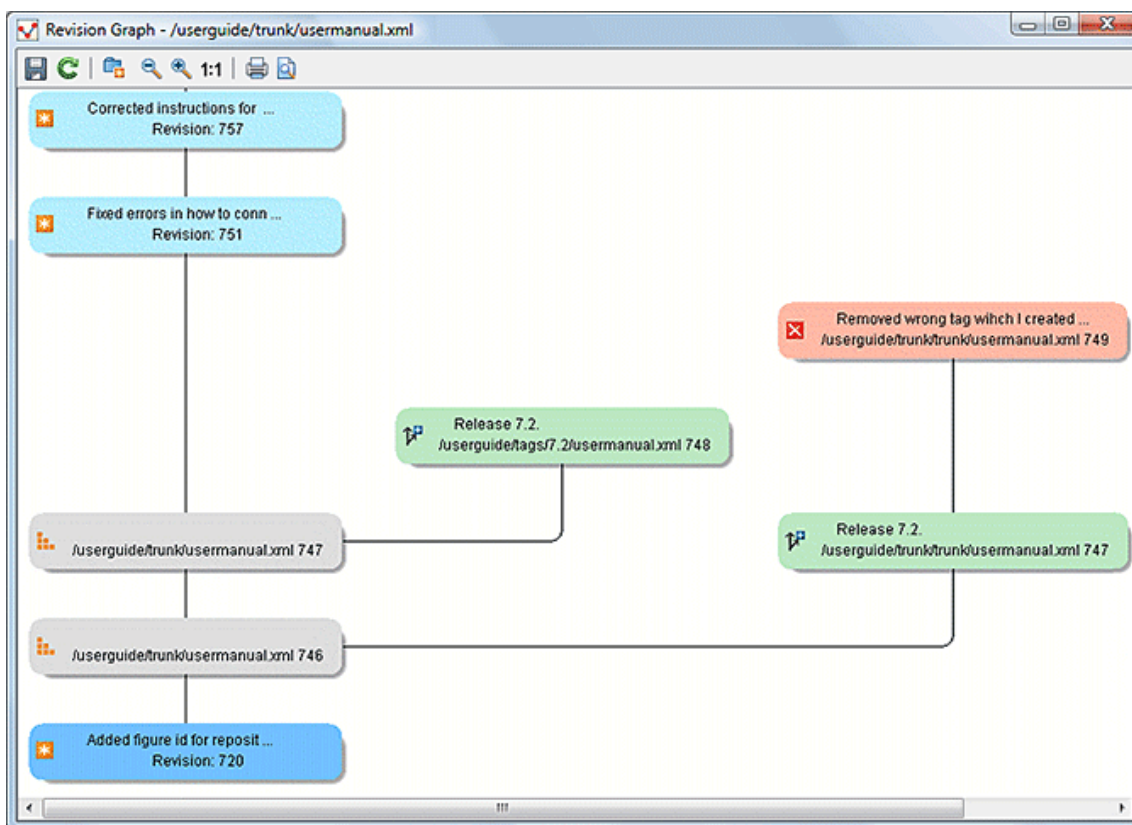 Revision Graph - /userguide/trunk/usermanual.xml
1:1
Corrected instructions for ...
Revision: 757
Fixed errors in how to conn ...
Revision: 751
Removed wrong tag wihch I created ...
/userguide/trunk/trunk/usermanual.xml 749
Release 7.2.
/userguide/tags/7.2/usermanual.xml 748
/userguide/trunk/usermanual.xml 747
Release 7.2.
/userguide/trunk/trunk/usermanual.xml 747
/userguide/trunk/usermanual.xml 746
Added figure id for reposit ...
Revision: 720